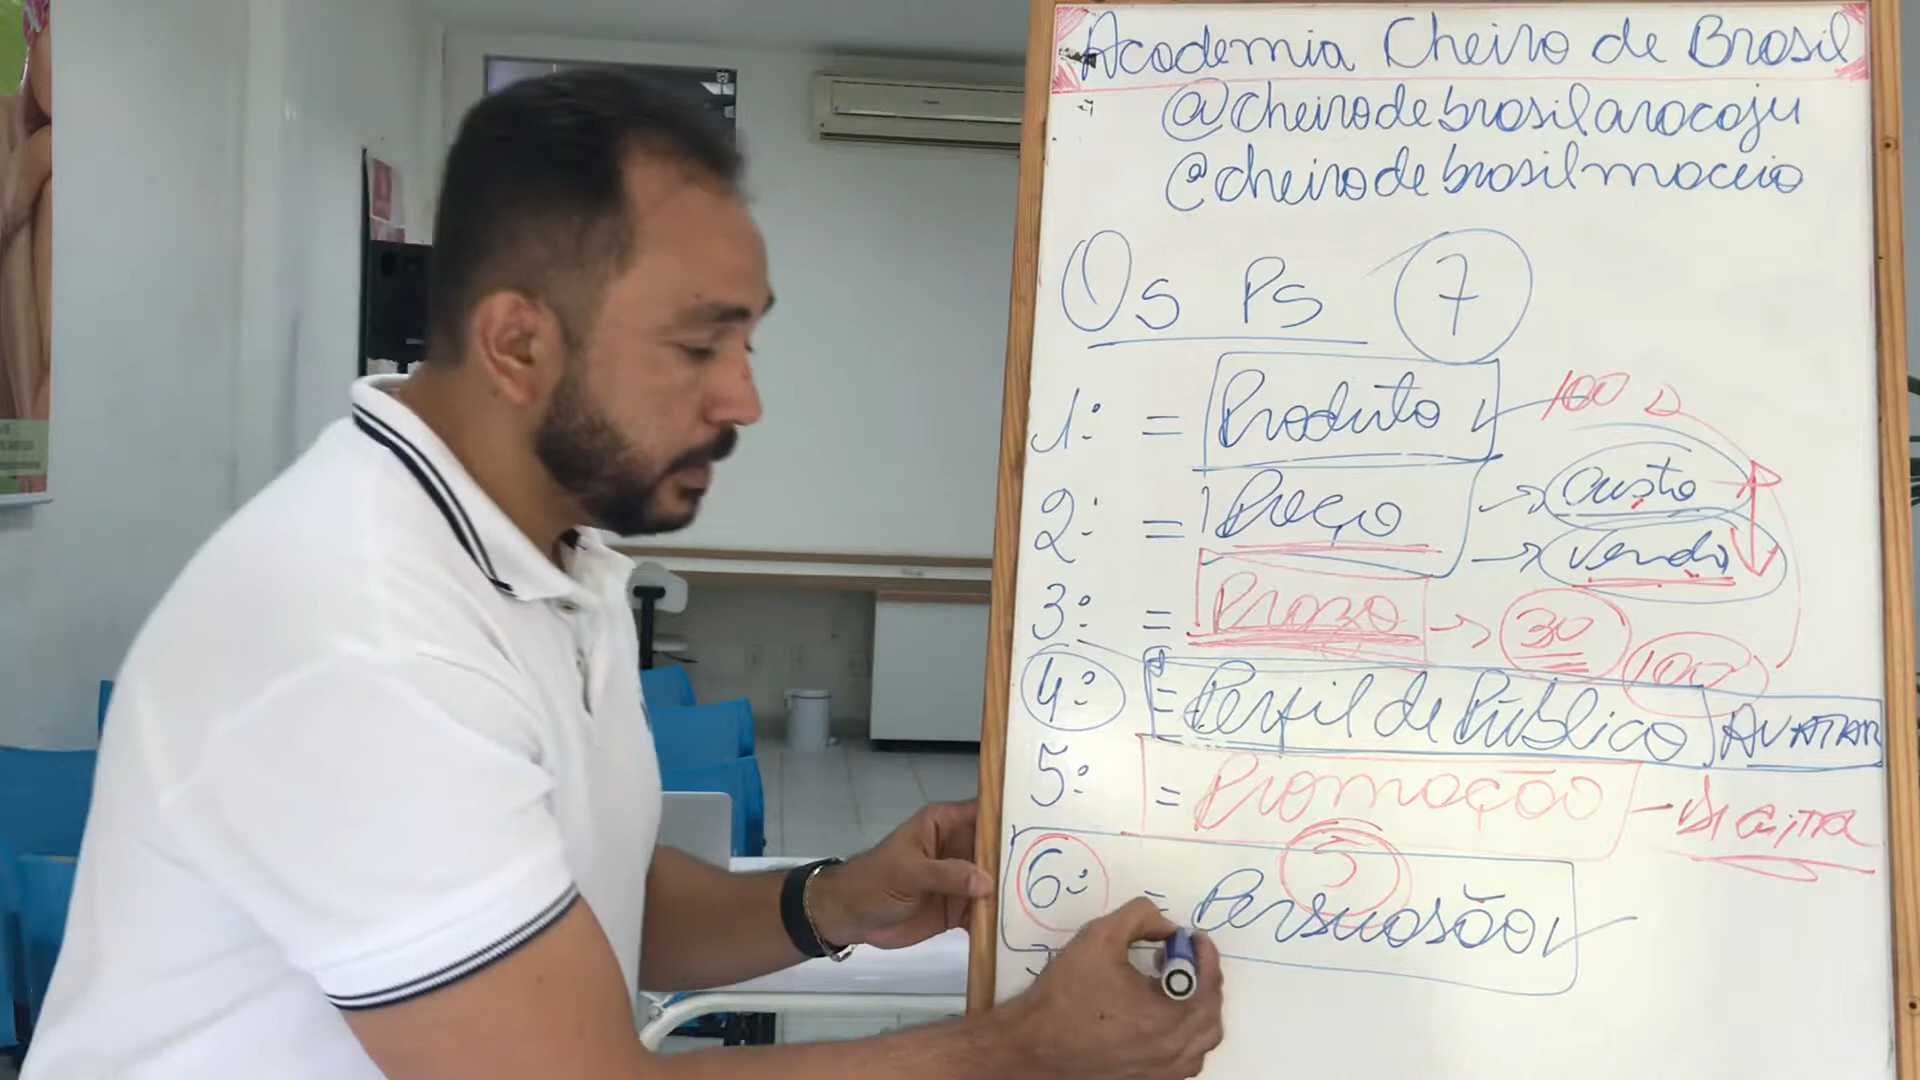 Academia Cheiro de Brasil
@cheirodebrasilaracaju
@cheirodebrasilmaceio
Os Ps 7
1º = Produto 100
2º = Preço → Custo
→ Venda
3º = Prazo → 30 100
4º = Perfil de Público AVATAR
5º = Promoção - DIGITAL
6º = Persuasão